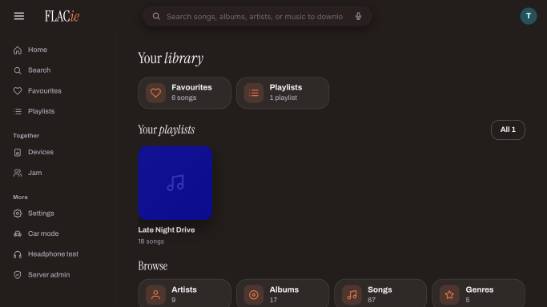 FLACie
Search songs, albums, artists, or music to downlo
T
Home
Search
Favourites
Playlists
Together
Devices
Jam
More
Settings
Car mode
Headphone test
Server admin
Your library
Favourites
6 songs
Playlists
1 playlist
Your playlists
All 1
Late Night Drive
18 songs
Browse
Artists
9
Albums
17
Songs
87
Genres
5